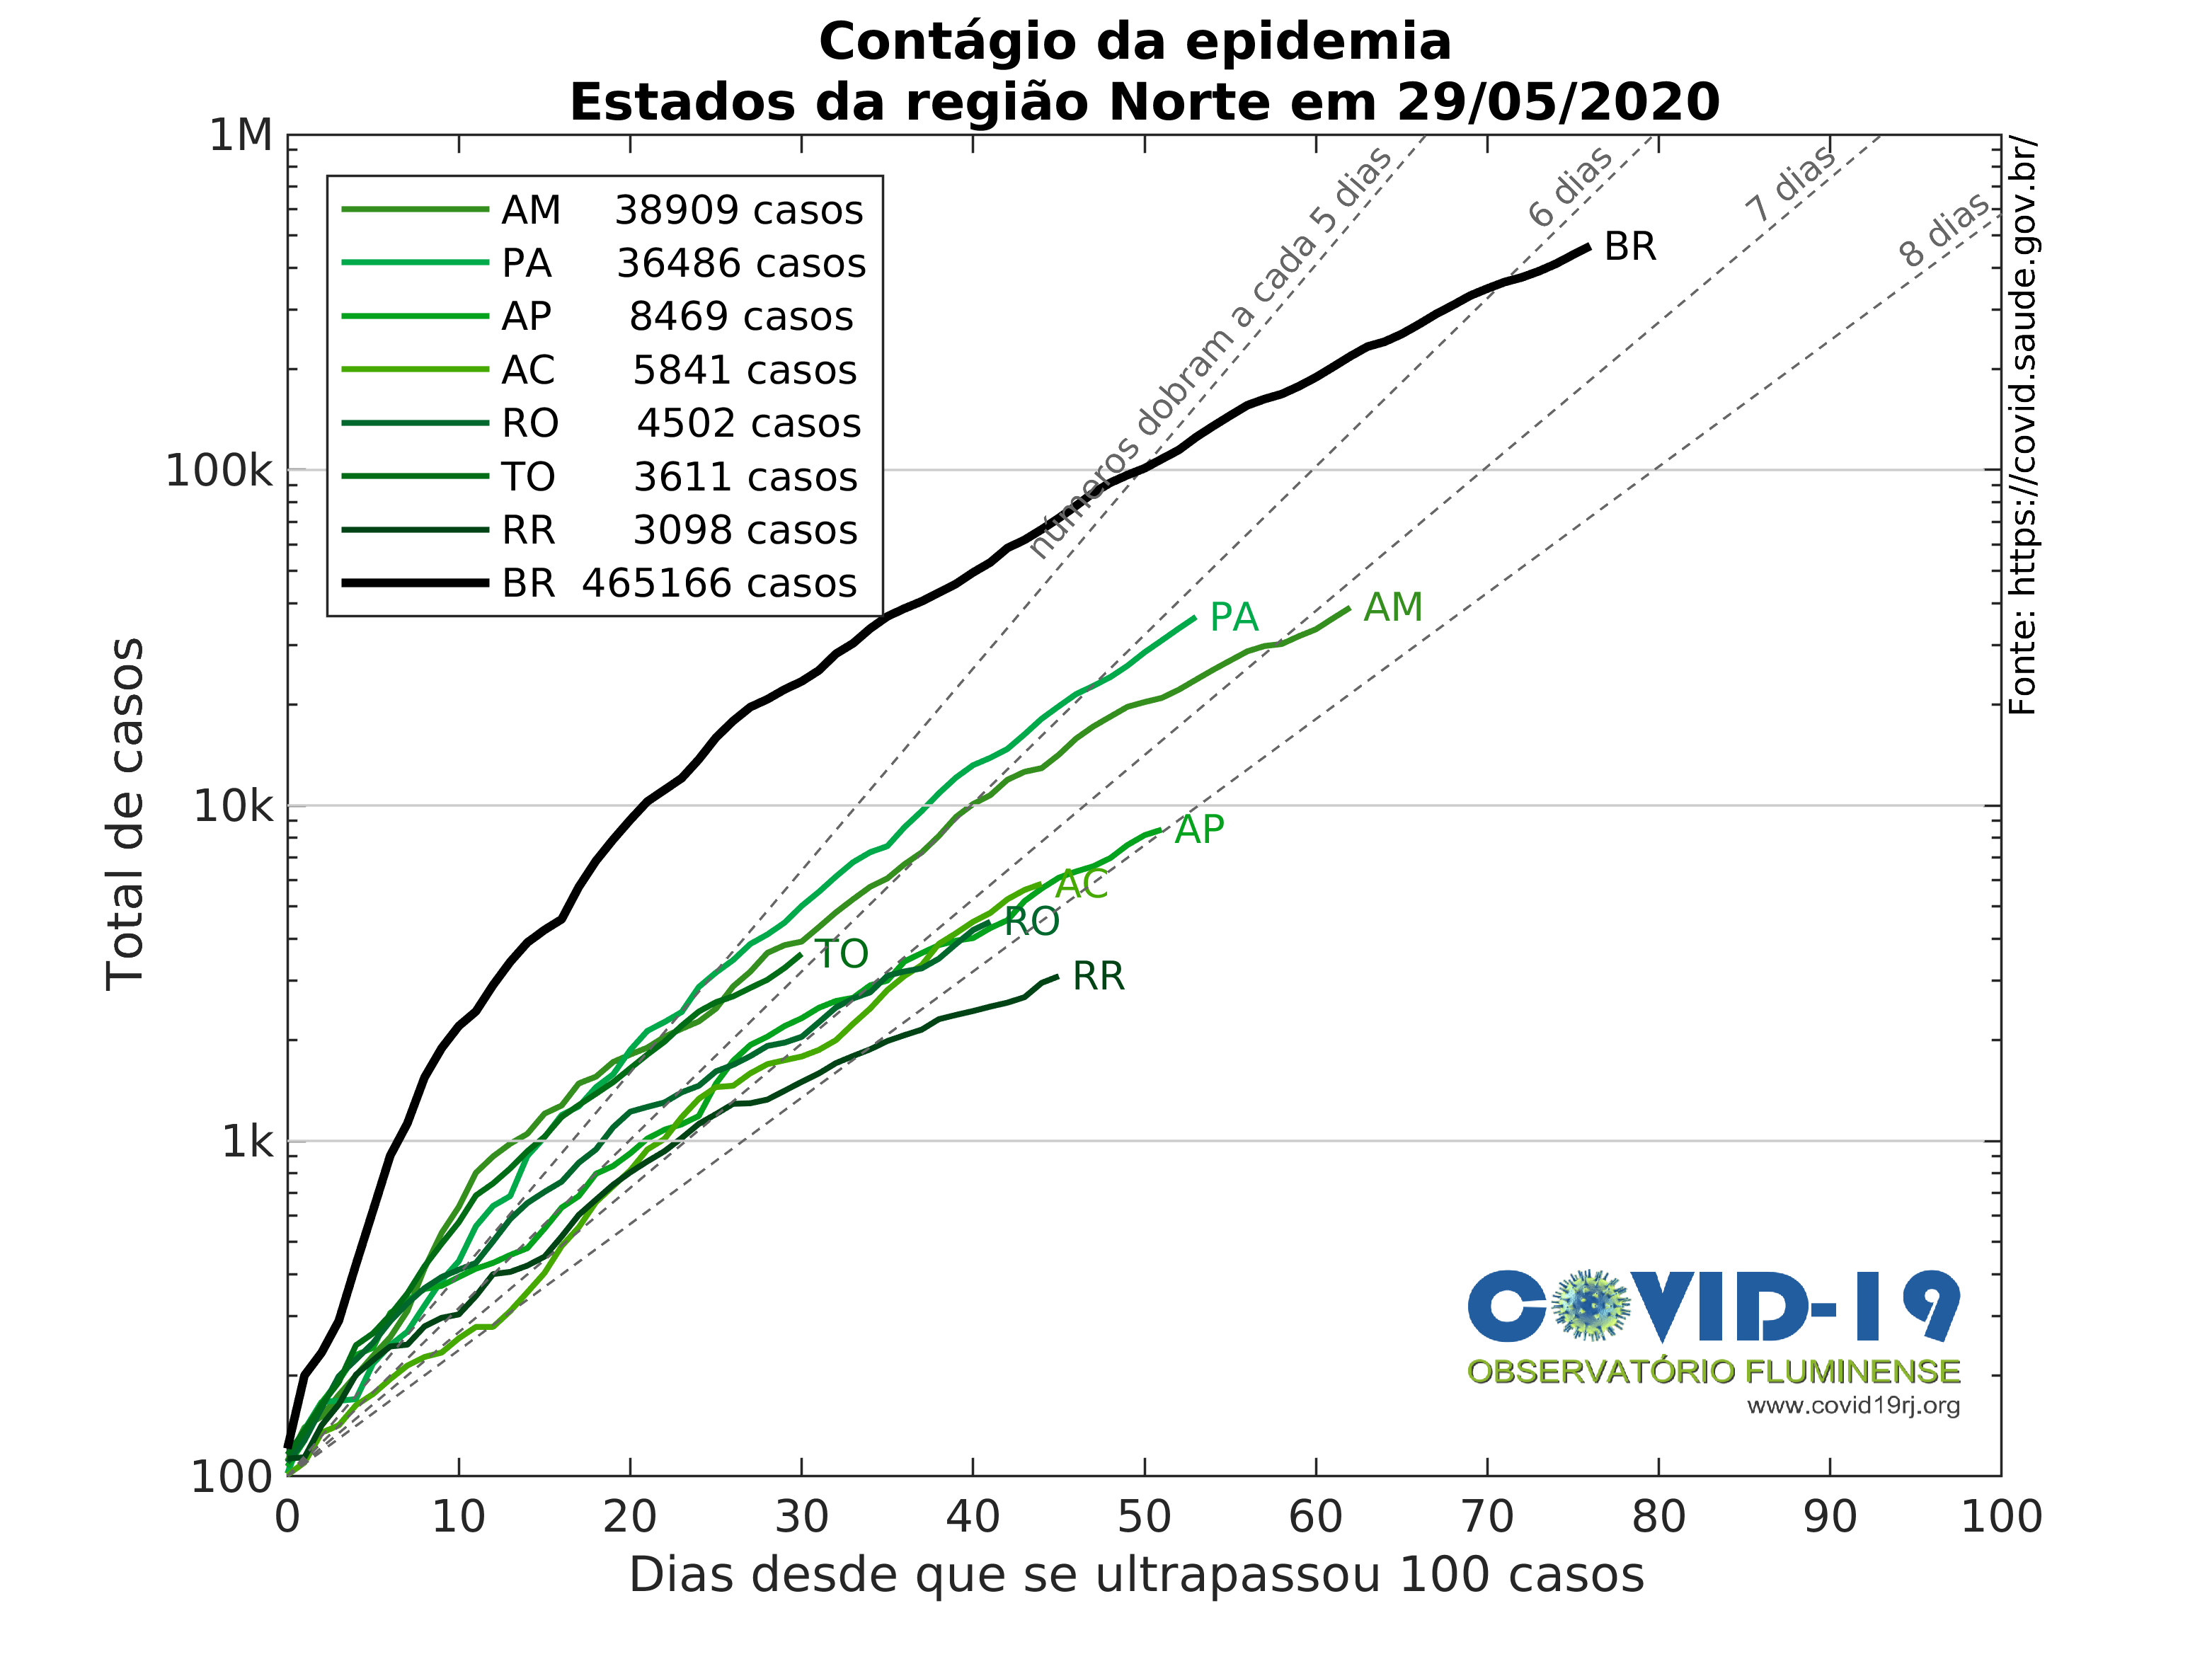 Contágio da epidemia
Estados da região Norte em 29/05/2020
1M
100k
10k
1k
100
Total de casos
AM 38909 casos
PA 36486 casos
AP 8469 casos
AC 5841 casos
RO 4502 casos
TO 3611 casos
RR 3098 casos
BR 465166 casos
números dobram a cada 5 dias
6 dias
7 dias
8 dias
BR
PA
AM
AP
AC
RO
TO
RR
Fonte: https://covid.saude.gov.br/
COVID-19
OBSERVATÓRIO FLUMINENSE
www.covid19rj.org
0 10 20 30 40 50 60 70 80 90 100
Dias desde que se ultrapassou 100 casos